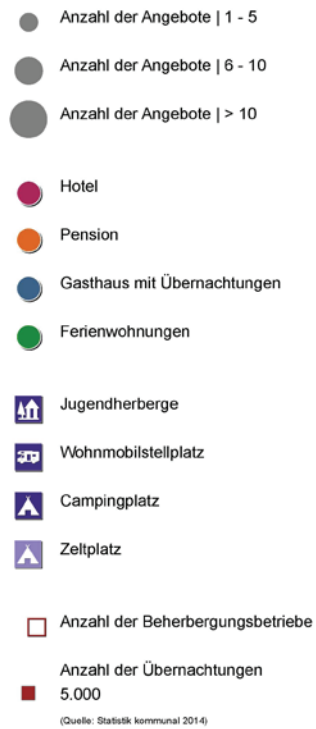 Anzahl der Angebote | 1 - 5
Anzahl der Angebote | 6 - 10
Anzahl der Angebote | > 10
Hotel
Pension
Gasthaus mit Übernachtungen
Ferienwohnungen
Jugendherberge
Wohnmobilstellplatz
Campingplatz
Zeltplatz
Anzahl der Beherbergungsbetriebe
Anzahl der Übernachtungen
5.000
(Quelle: Statistik kommunal 2014)